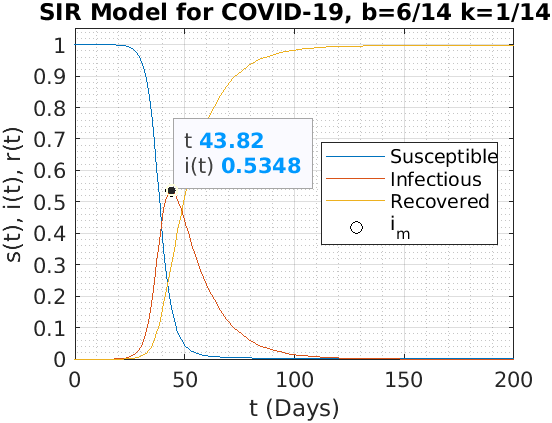 SIR Model for COVID-19, b=6/14 k=1/14
s(t), i(t), r(t)
1
0.9
0.8
0.7
0.6
0.5
0.4
0.3
0.2
0.1
0
t 43.82
i(t) 0.5348
Susceptible
Infectious
Recovered
i_m
0 50 100 150 200
t (Days)